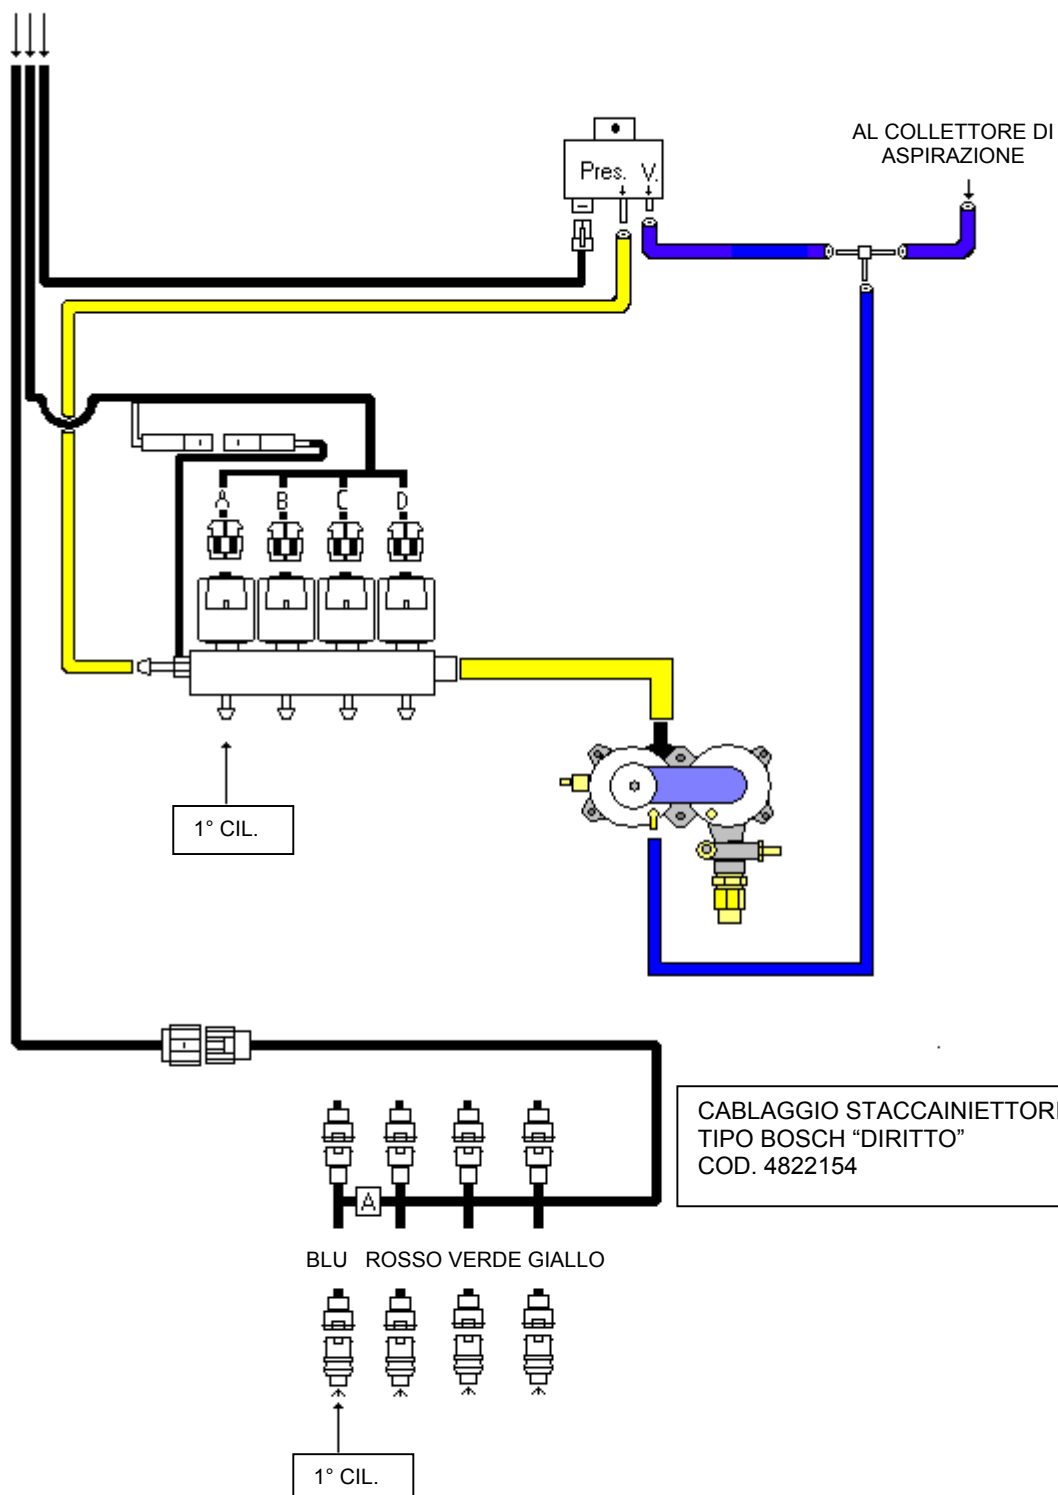 AL COLLETTORE DI
ASPIRAZIONE
Pres. V.
A B C D
1° CIL.
CABLAGGIO STACCAINIETTORI
TIPO BOSCH “DIRITTO”
COD. 4822154
A
BLU ROSSO VERDE GIALLO
1° CIL.